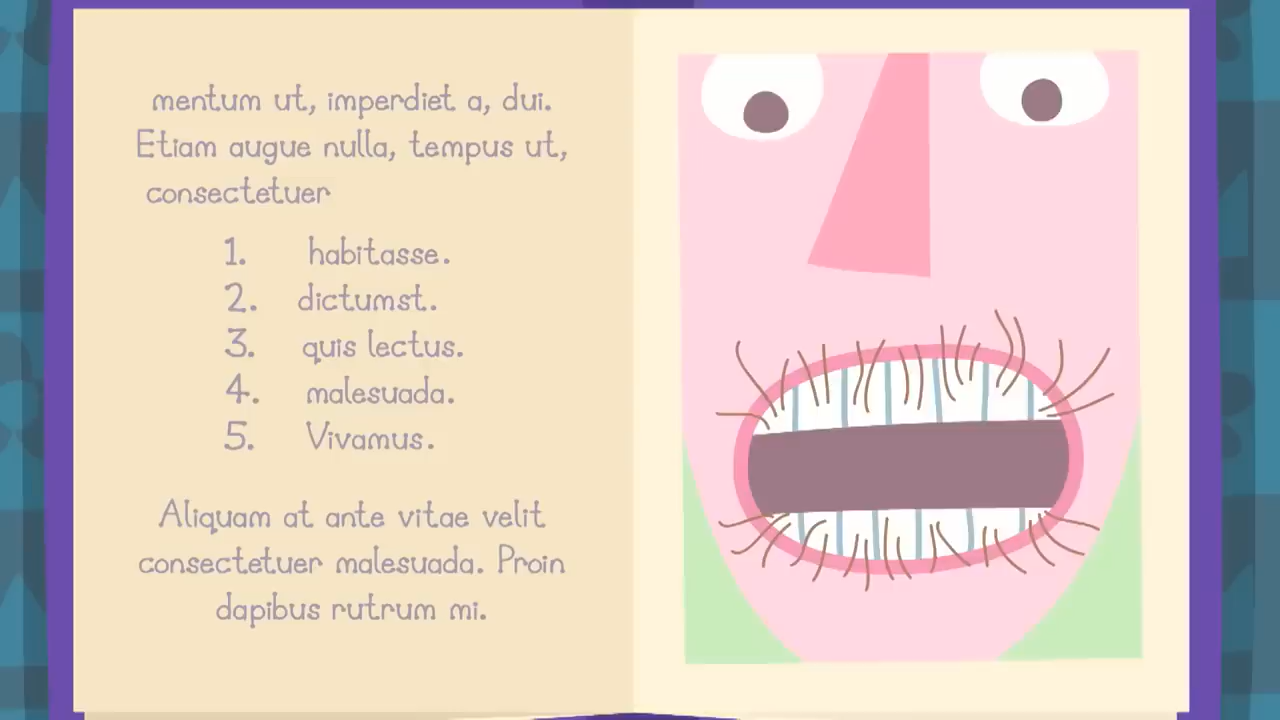 mentum ut, imperdiet a, dui.
Etiam augue nulla, tempus ut,
consectetuer
1. habitasse.
2. dictumst.
3. quis lectus.
4. malesuada.
5. Vivamus.
Aliquam at ante vitae velit
consectetuer malesuada. Proin
dapibus rutrum mi.